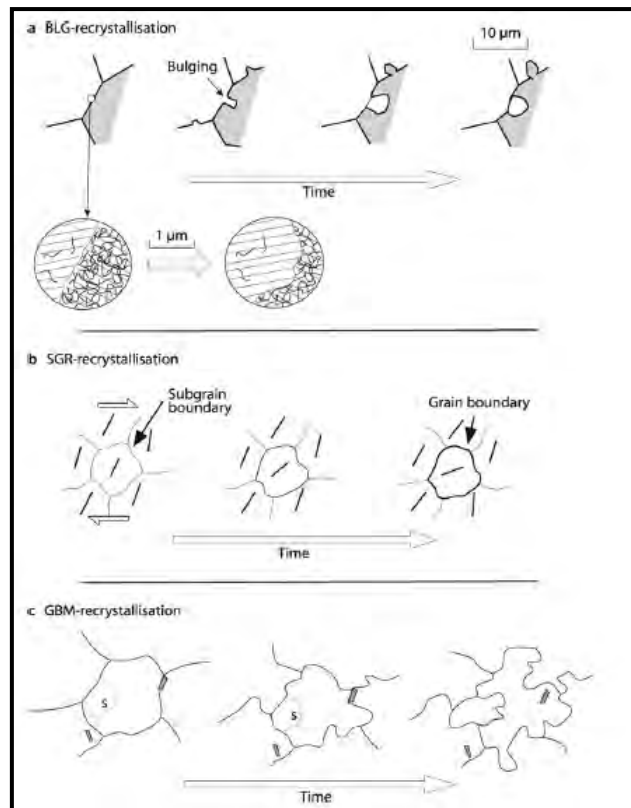 a BLG-recrystallisation
10 µm
Bulging
Time
1 µm
b SGR-recrystallisation
Subgrain
boundary
Grain boundary
Time
c GBM-recrystallisation
s
s
Time